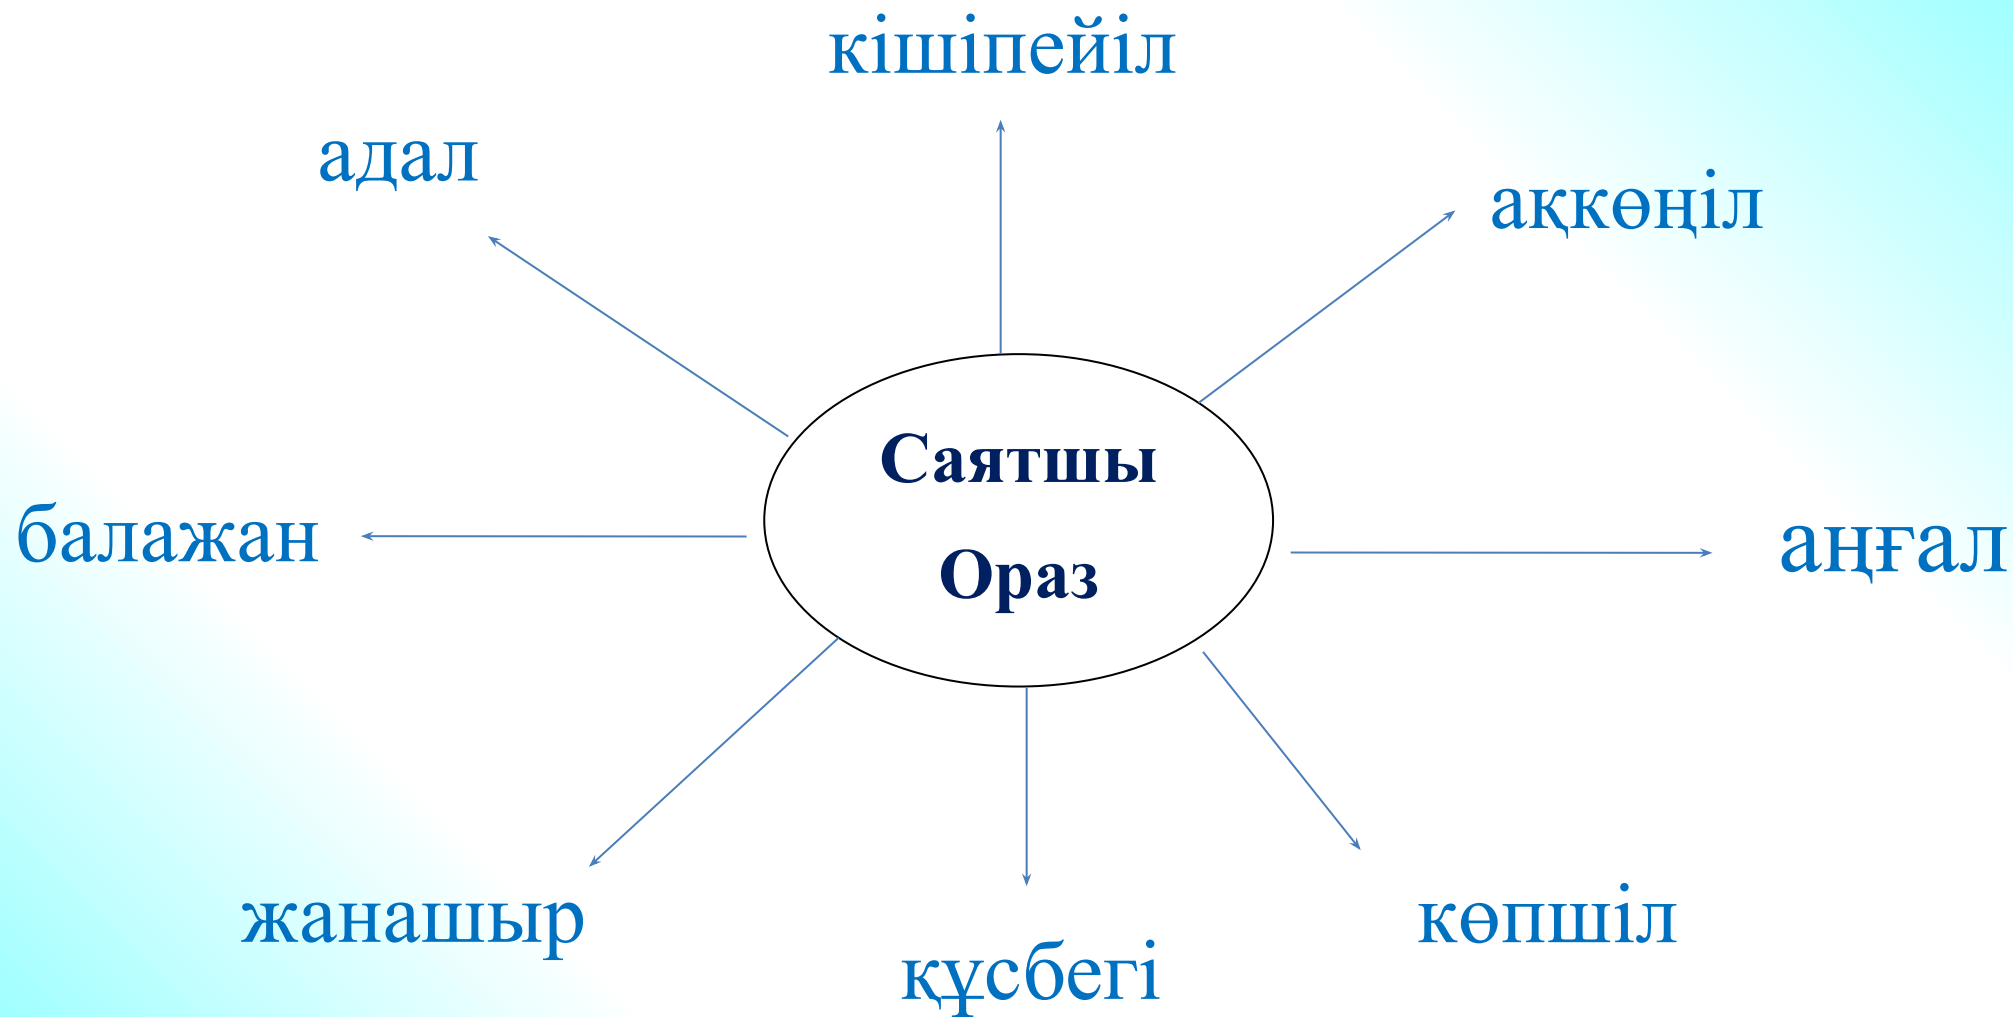 кішіпейіл
адал
ақкөңіл
Саятшы
Ораз
балажан
аңғал
жанашыр
көпшіл
құсбегі